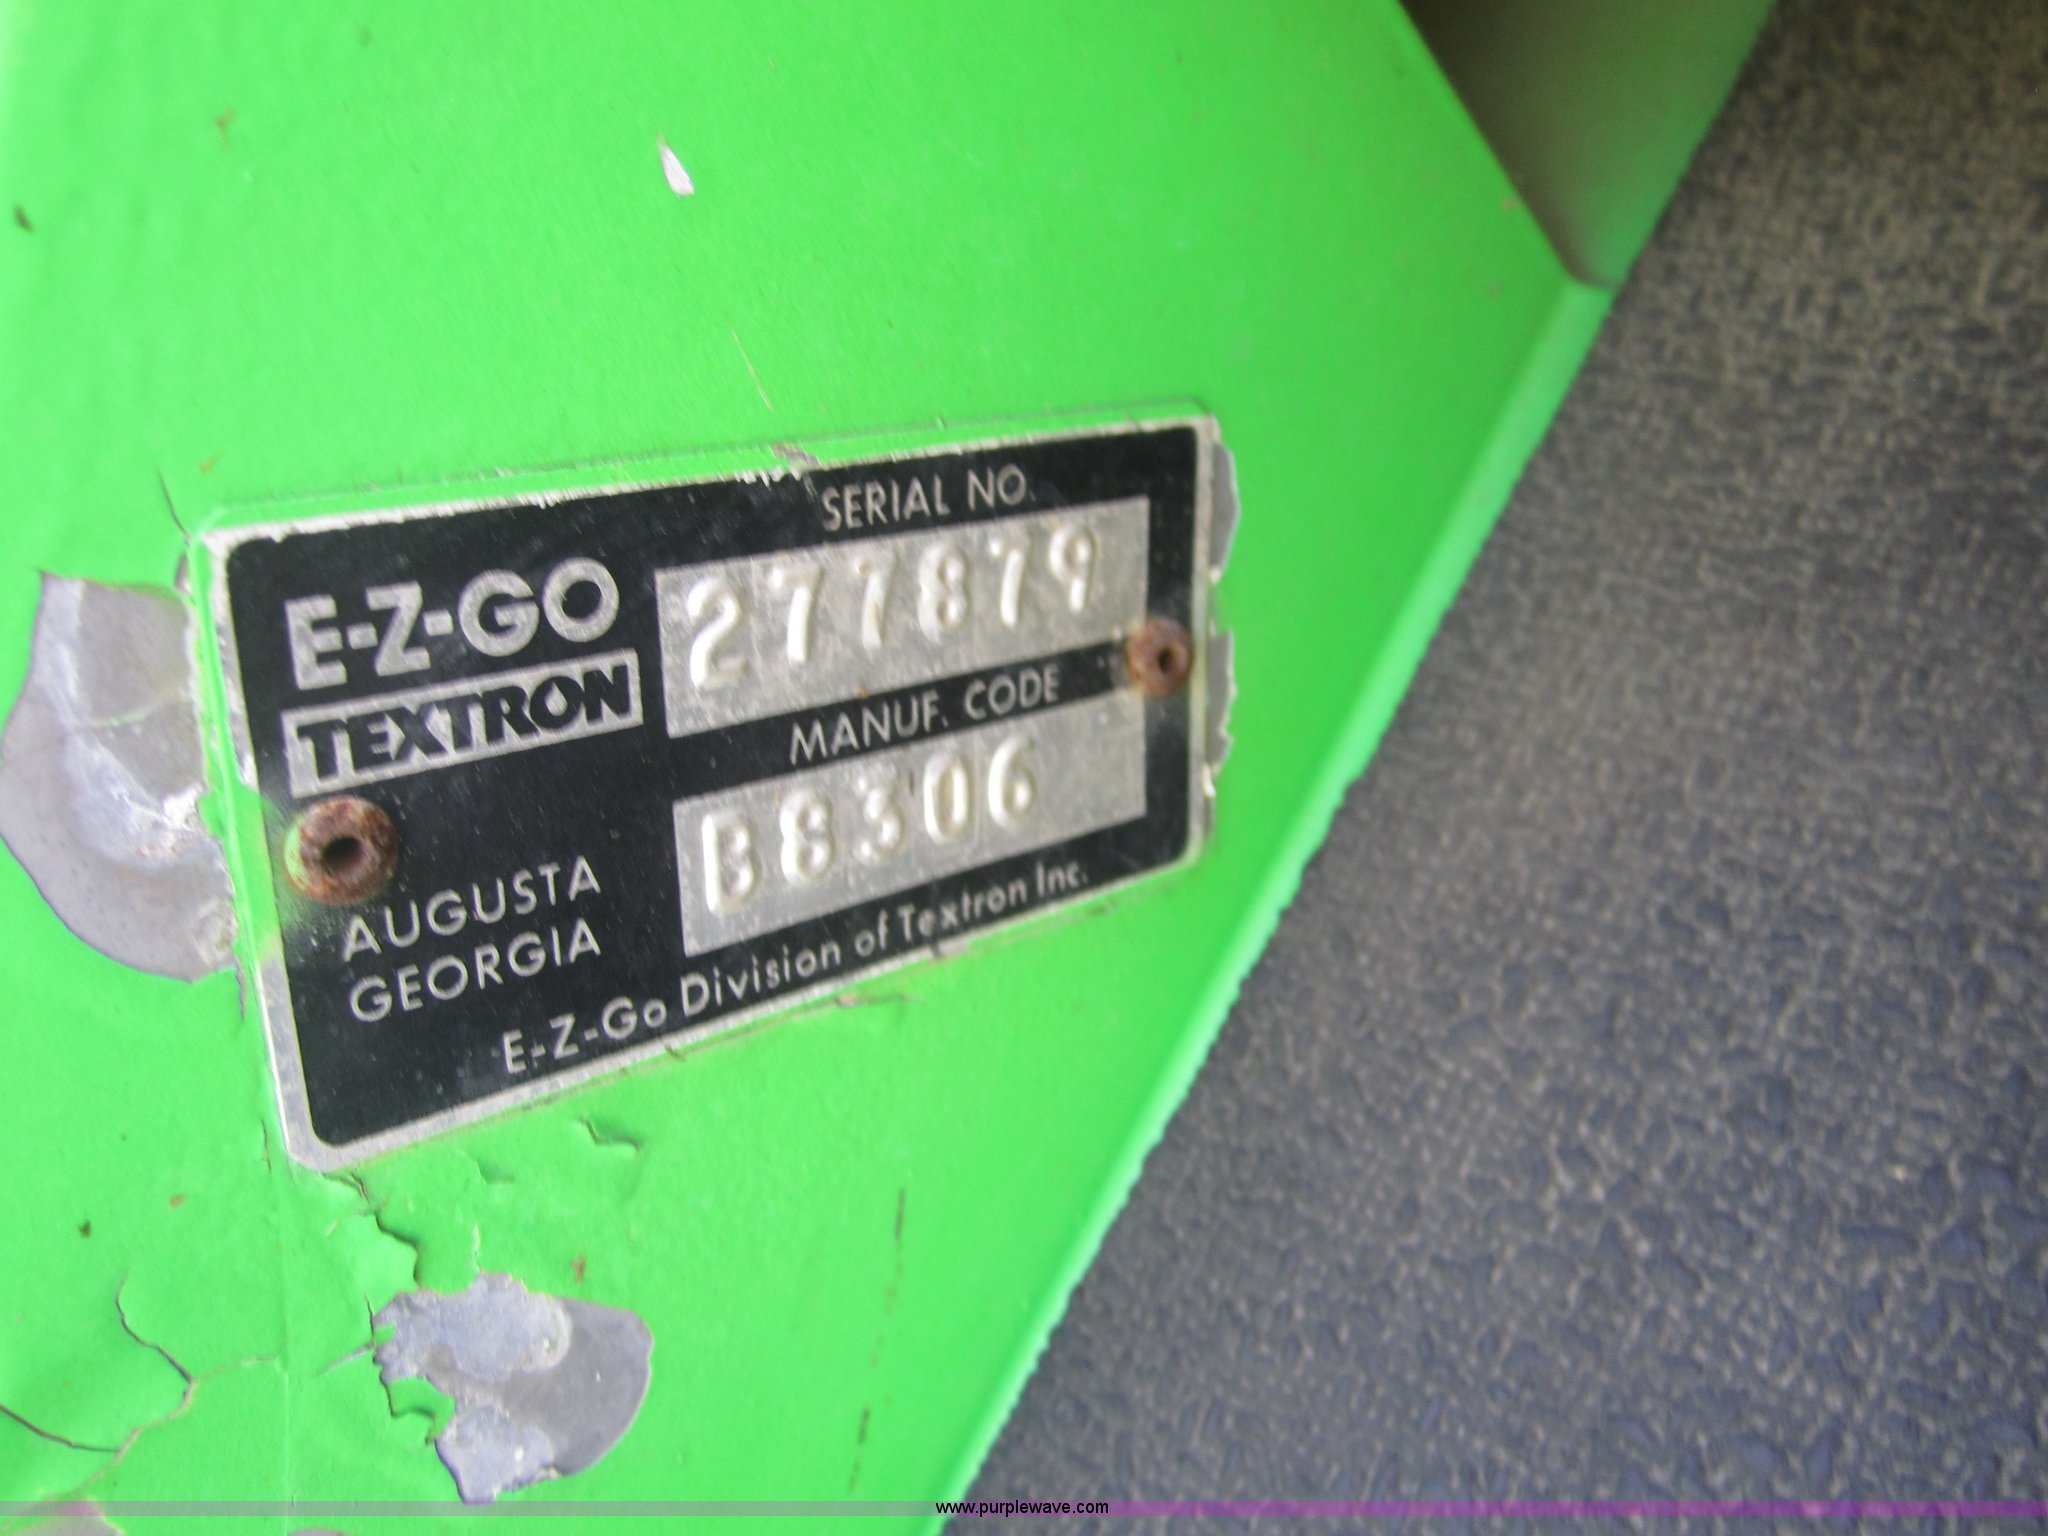 SERIAL NO.
E-Z-GO
277879
TEXTRON
MANUF. CODE
B8306
AUGUSTA
GEORGIA
E-Z-Go Division of Textron Inc.
www.purplewave.com